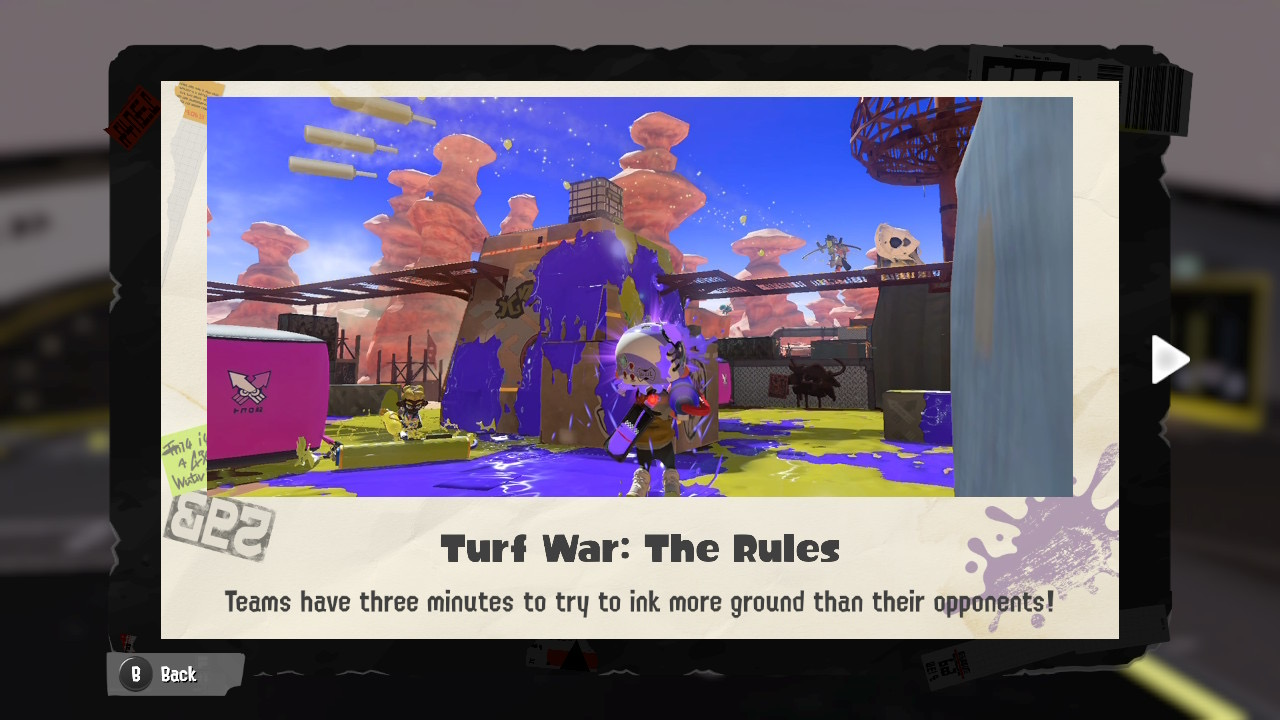 Turf War: The Rules
Teams have three minutes to try to ink more ground than their opponents!
B Back